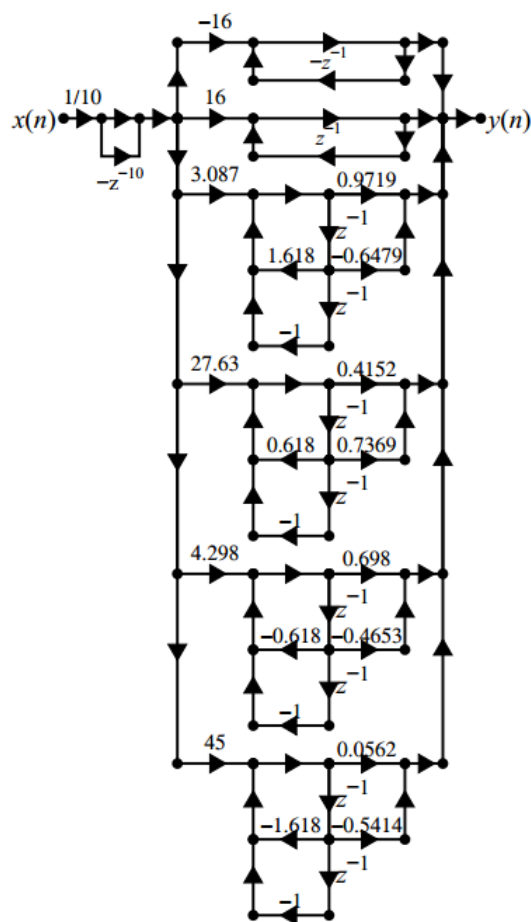 −16
−z⁻¹
x(n) 1/10 16 z⁻¹ y(n)
−z⁻¹⁰
3.087 0.9719
z⁻¹
1.618 −0.6479
z⁻¹
−1
27.63 0.4152
z⁻¹
0.618 0.7369
z⁻¹
−1
4.298 0.698
z⁻¹
−0.618 −0.4653
z⁻¹
−1
45 0.0562
z⁻¹
−1.618 −0.5414
z⁻¹
−1